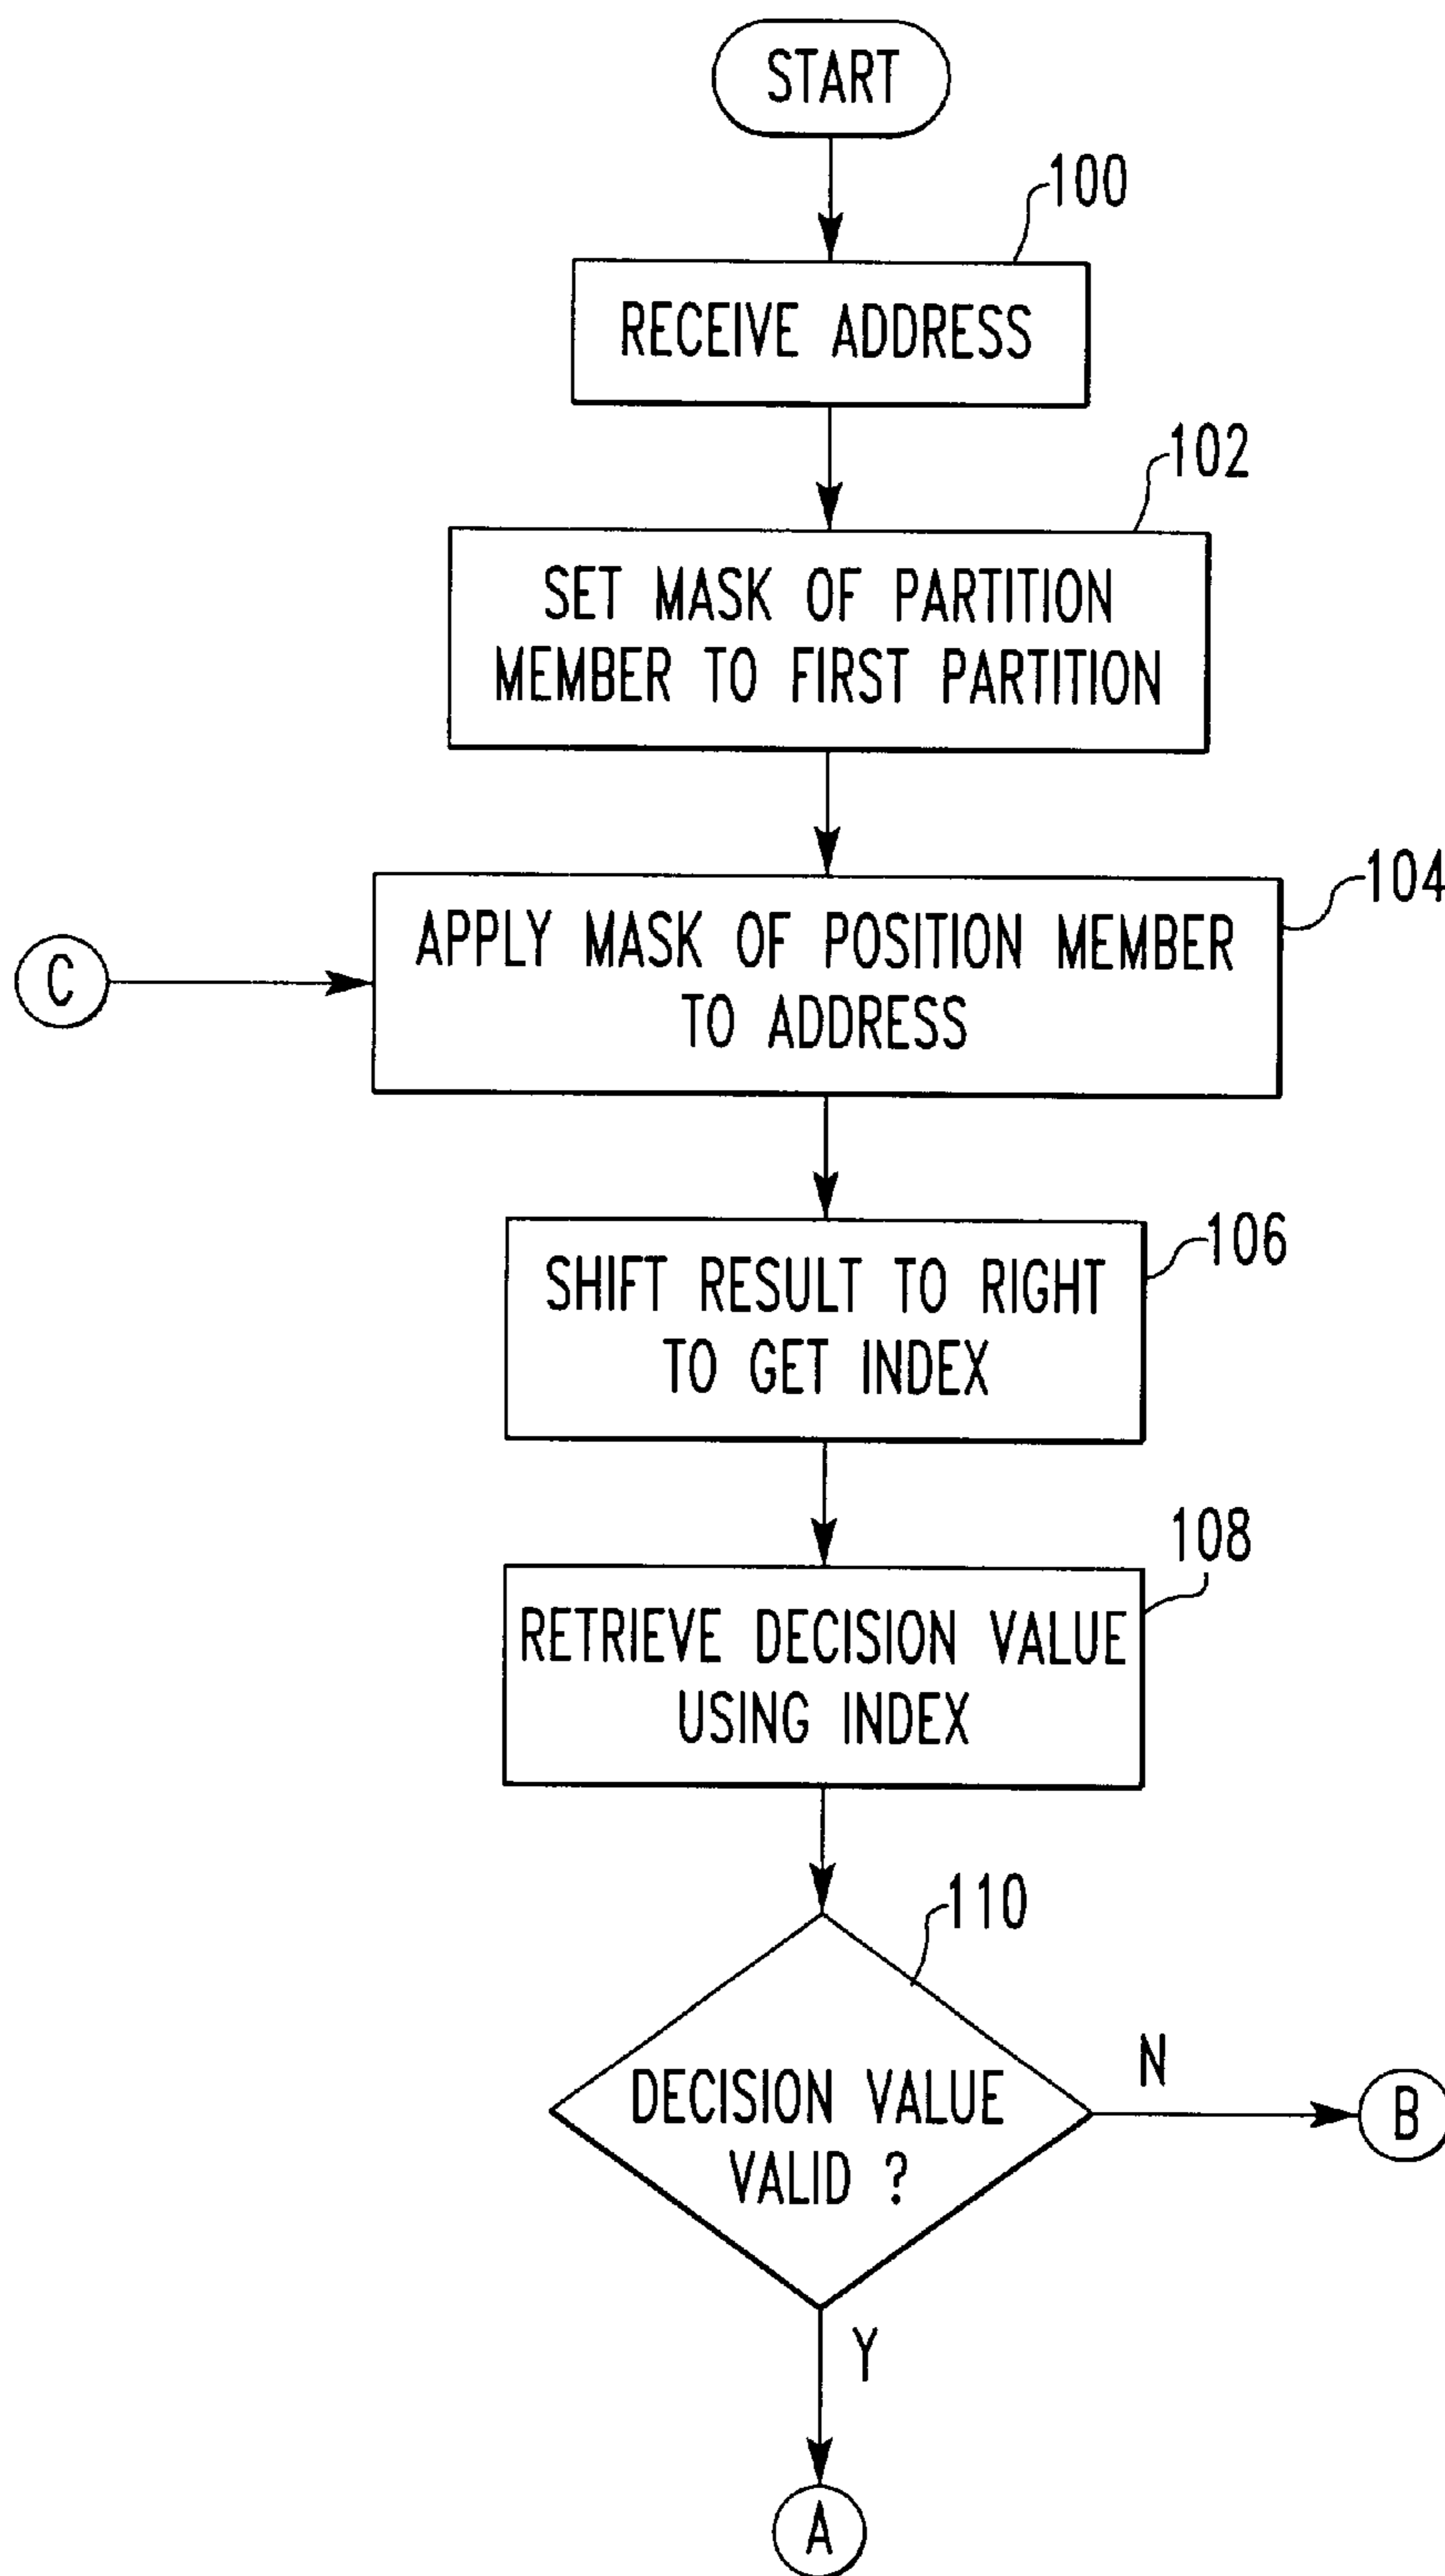 START
100
RECEIVE ADDRESS
102
SET MASK OF PARTITION
MEMBER TO FIRST PARTITION
104
APPLY MASK OF POSITION MEMBER
TO ADDRESS
C
106
SHIFT RESULT TO RIGHT
TO GET INDEX
108
RETRIEVE DECISION VALUE
USING INDEX
110
DECISION VALUE
VALID ?
N
B
Y
A